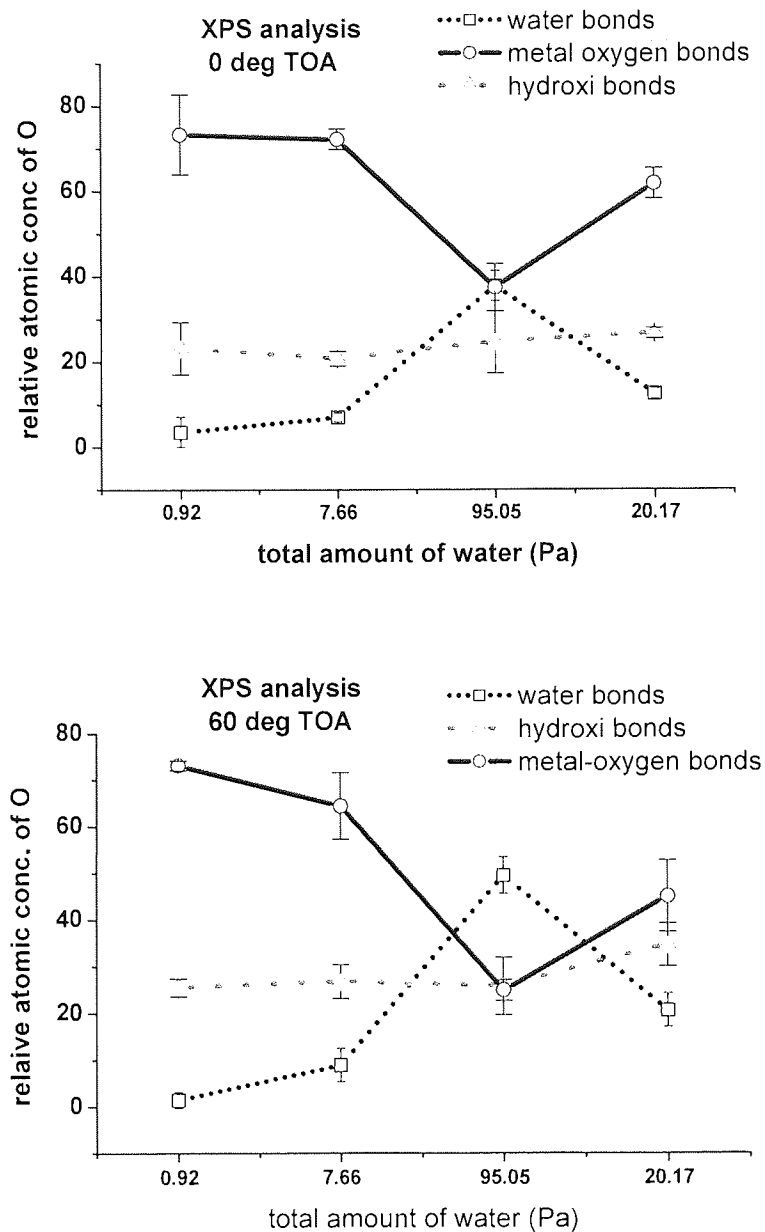 XPS analysis
0 deg TOA
water bonds
metal oxygen bonds
hydroxi bonds
relative atomic conc of O
80
60
40
20
0
0.92 7.66 95.05 20.17
total amount of water (Pa)
XPS analysis
60 deg TOA
water bonds
hydroxi bonds
metal-oxygen bonds
relaive atomic conc. of O
80
60
40
20
0
0.92 7.66 95.05 20.17
total amount of water (Pa)